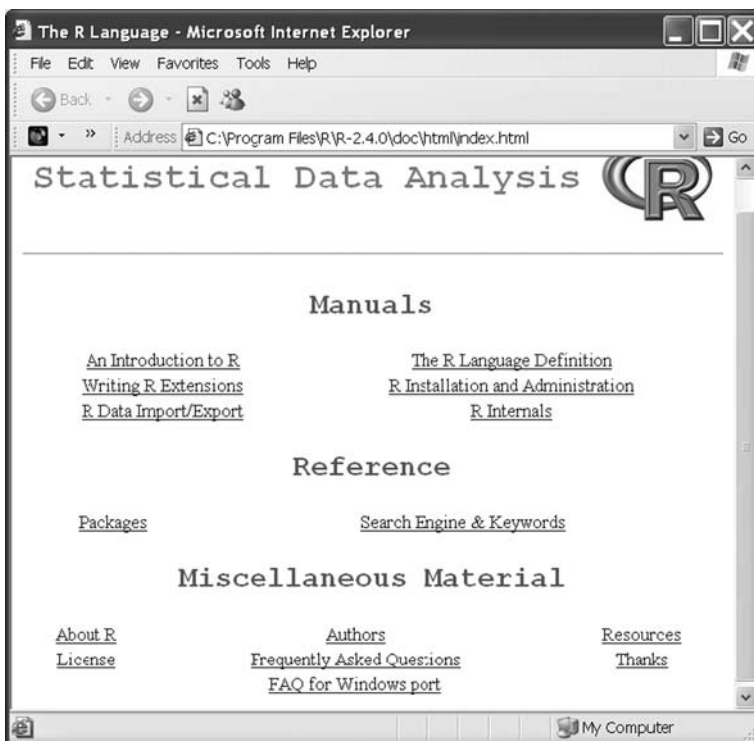 The R Language - Microsoft Internet Explorer
File Edit View Favorites Tools Help
Back
Address C:\Program Files\R\R-2.4.0\doc\html\index.html Go
Statistical Data Analysis R
Manuals
An Introduction to R The R Language Definition
Writing R Extensions R Installation and Administration
R Data Import/Export R Internals
Reference
Packages Search Engine & Keywords
Miscellaneous Material
About R Authors Resources
License Frequently Asked Questions Thanks
FAQ for Windows port
My Computer